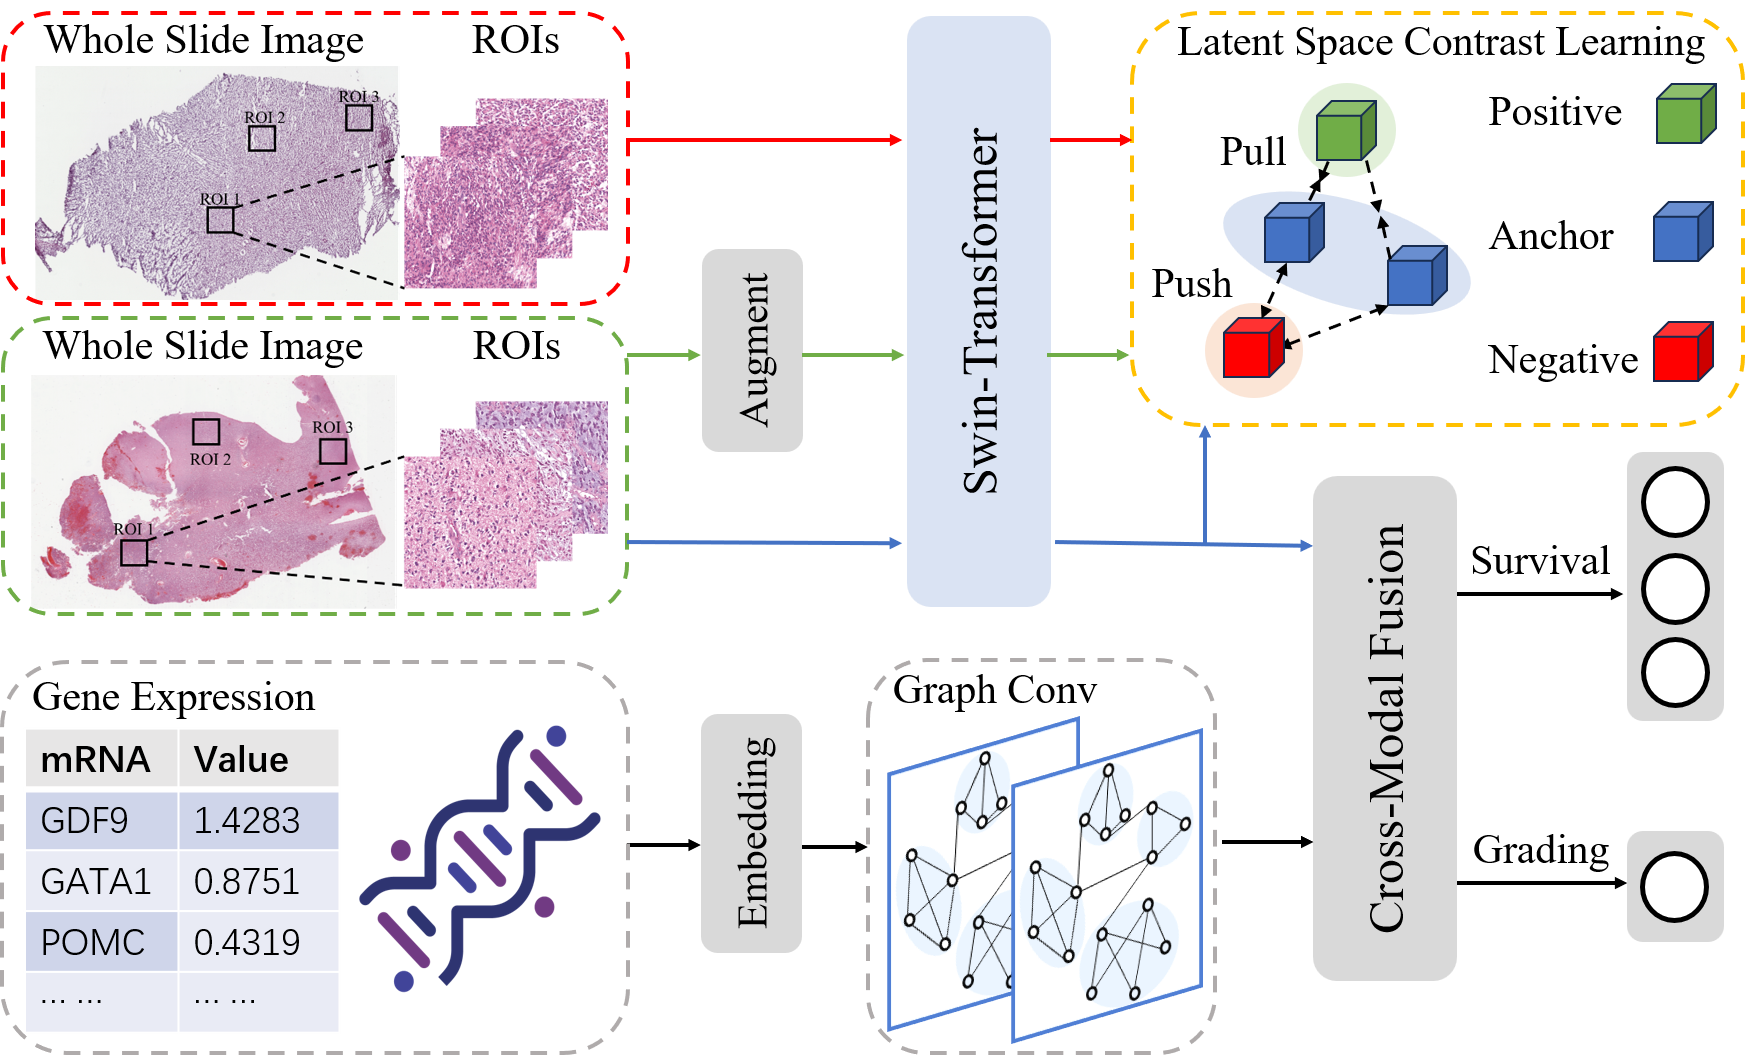 Whole Slide Image
ROIs
ROI 3
ROI 2
ROI 1
Whole Slide Image
ROIs
ROI 3
ROI 2
ROI 1
Augment
Swin-Transformer
Latent Space Contrast Learning
Positive
Pull
Anchor
Push
Negative
Gene Expression
mRNA Value
GDF9 1.4283
GATA1 0.8751
POMC 0.4319
... ... ... ...
Embedding
Graph Conv
Cross-Modal Fusion
Survival
Grading